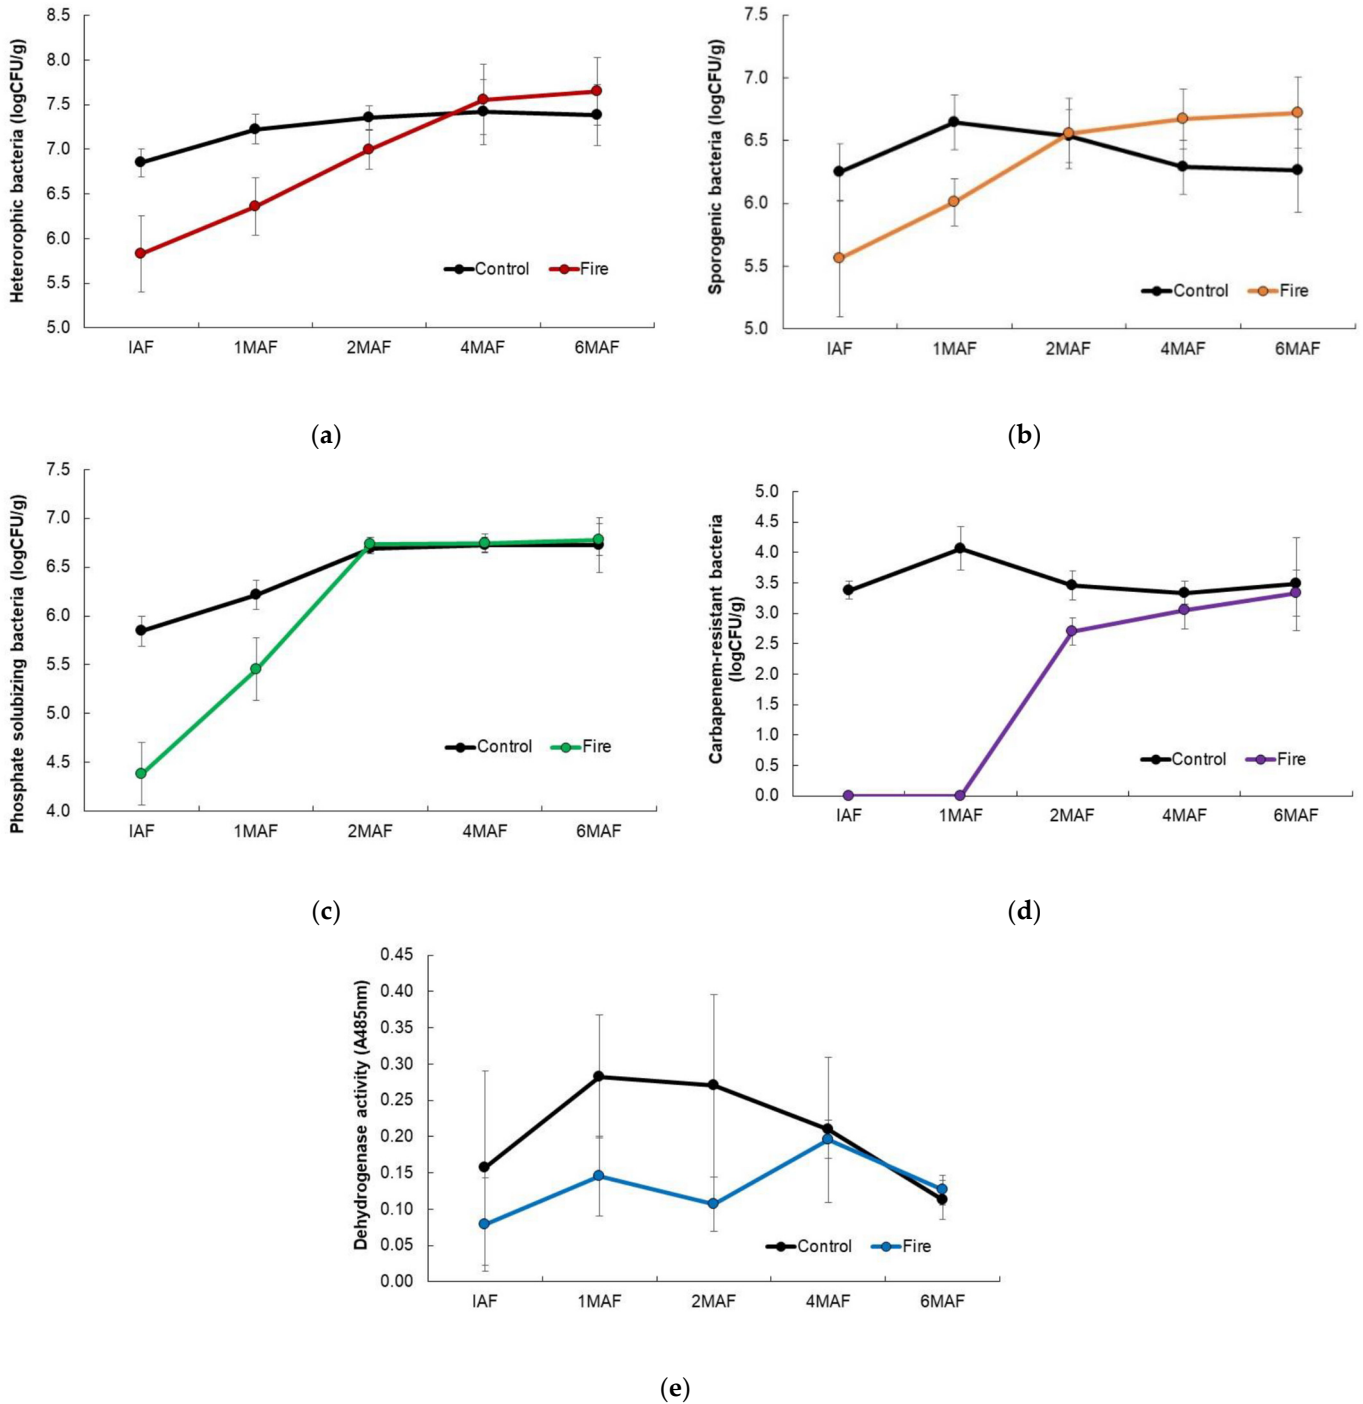 8.5
8.0
7.5
7.0
6.5
6.0
5.5
5.0
Heterorophic bacteria (logCFU/g)
Control Fire
IAF 1MAF 2MAF 4MAF 6MAF
(a)
7.5
7.0
6.5
6.0
5.5
5.0
Sporogenic bacteria (logCFU/g)
Control Fire
IAF 1MAF 2MAF 4MAF 6MAF
(b)
7.5
7.0
6.5
6.0
5.5
5.0
4.5
4.0
Phosphate solubizing bacteria (logCFU/g)
Control Fire
IAF 1MAF 2MAF 4MAF 6MAF
(c)
5.0
4.5
4.0
3.5
3.0
2.5
2.0
1.5
1.0
0.5
0.0
Carbapenem-resistant bacteria
(logCFU/g)
Control Fire
IAF 1MAF 2MAF 4MAF 6MAF
(d)
0.45
0.40
0.35
0.30
0.25
0.20
0.15
0.10
0.05
0.00
Dehydrogenase activity (A485nm)
Control Fire
IAF 1MAF 2MAF 4MAF 6MAF
(e)